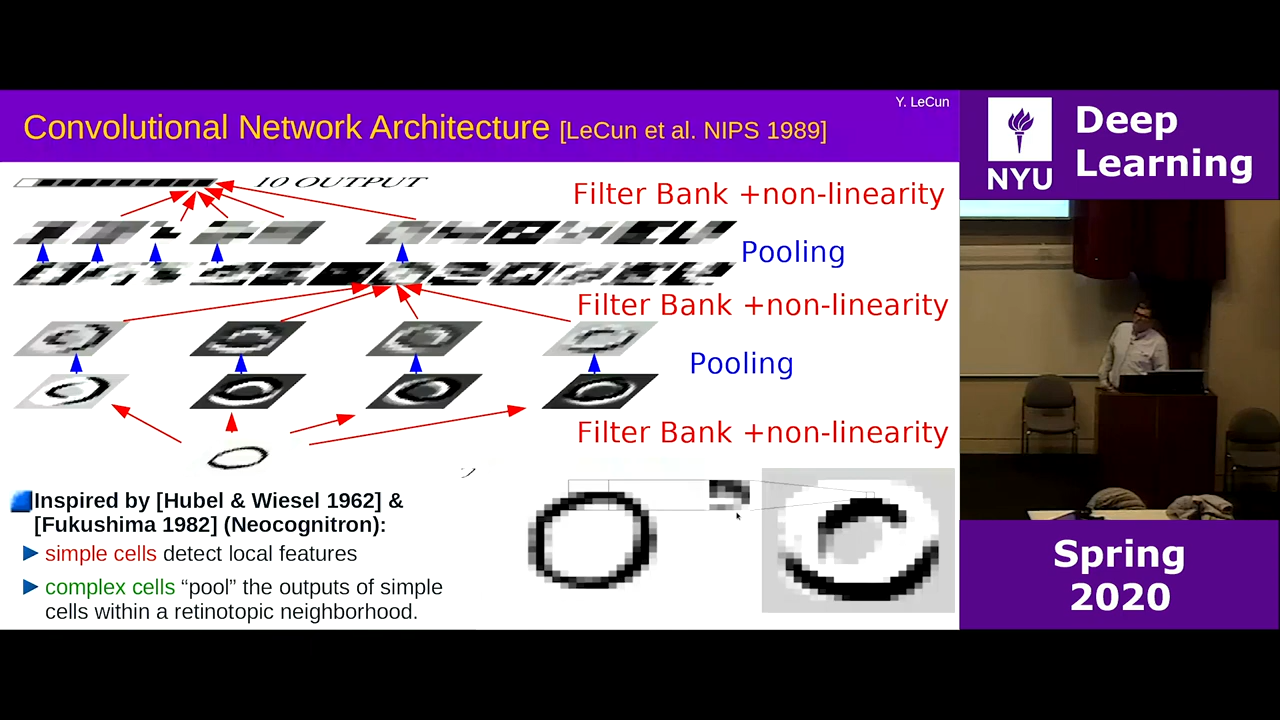 Y. LeCun
Convolutional Network Architecture [LeCun et al. NIPS 1989]
10 OUTPUT
Filter Bank +non-linearity
Pooling
Filter Bank +non-linearity
Pooling
Filter Bank +non-linearity
Inspired by [Hubel & Wiesel 1962] &
[Fukushima 1982] (Neocognitron):
simple cells detect local features
complex cells “pool” the outputs of simple
cells within a retinotopic neighborhood.
NYU
Deep
Learning
Spring
2020